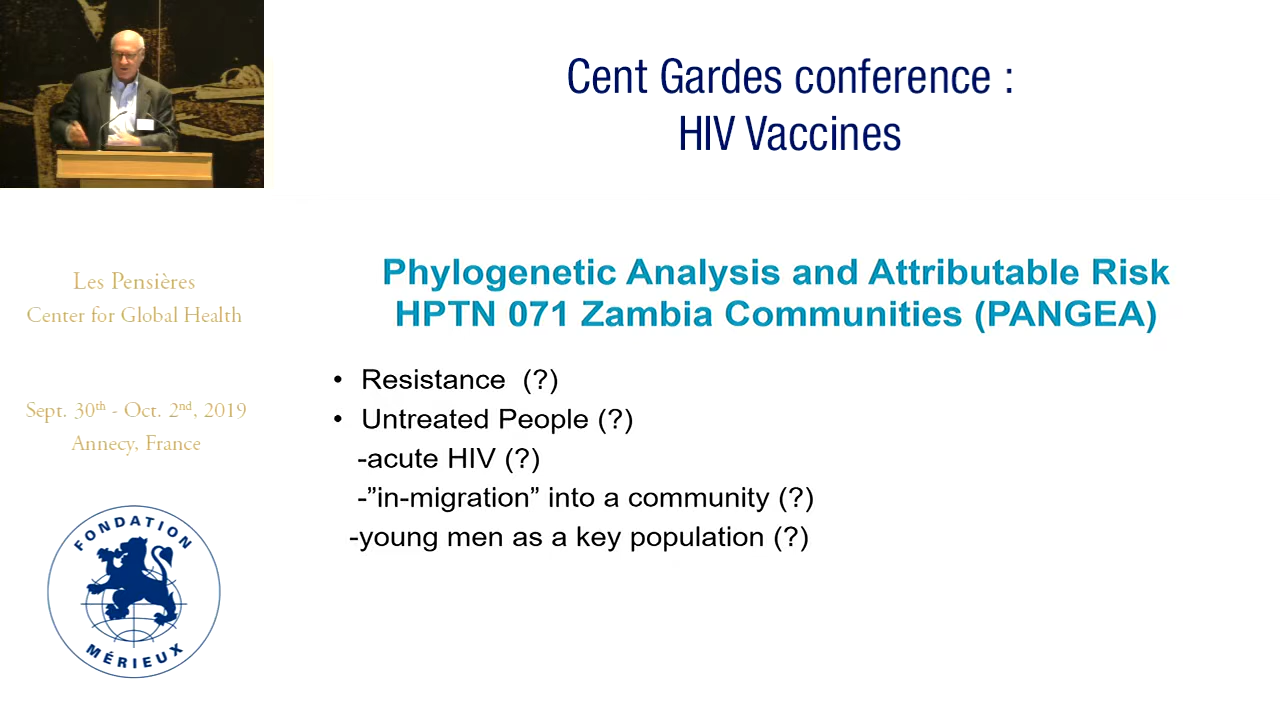 Cent Gardes conference :
HIV Vaccines
Les Pensières
Center for Global Health
Sept. 30th - Oct. 2nd, 2019
Annecy, France
FONDATION
MÉRIEUX
Phylogenetic Analysis and Attributable Risk
HPTN 071 Zambia Communities (PANGEA)
• Resistance (?)
• Untreated People (?)
-acute HIV (?)
-”in-migration” into a community (?)
-young men as a key population (?)